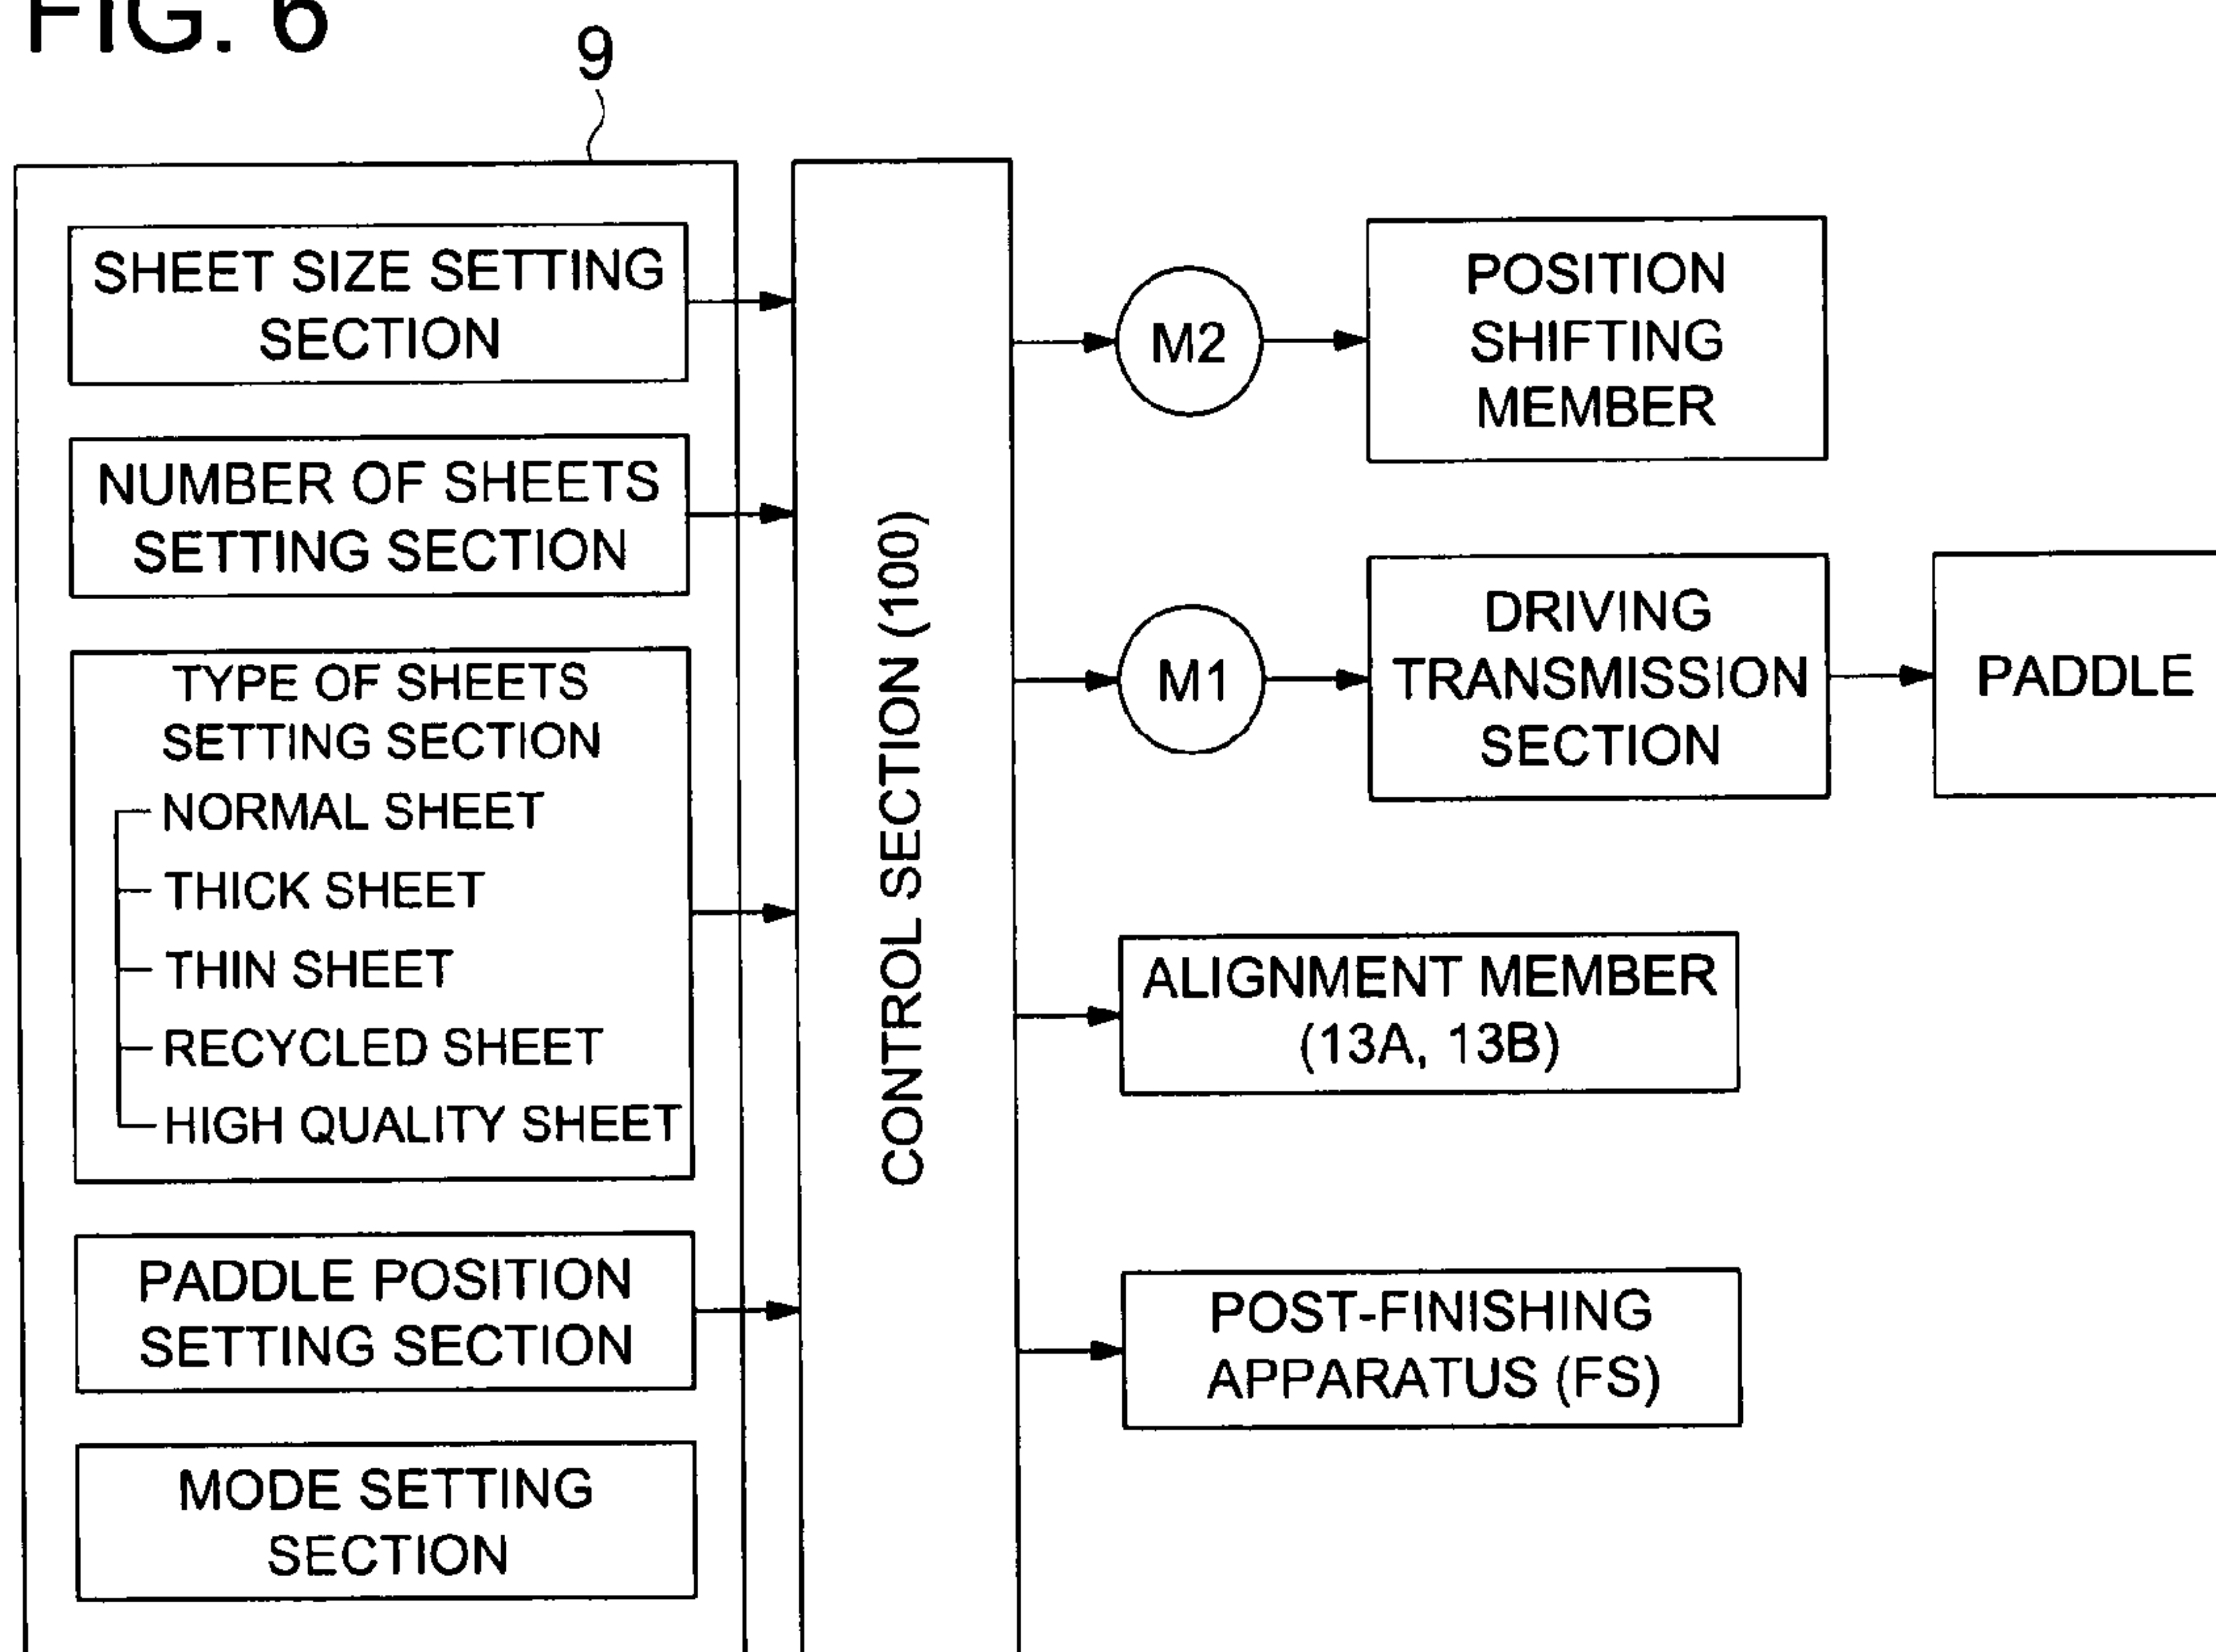 FIG. 6
9
SHEET SIZE SETTING
SECTION
NUMBER OF SHEETS
SETTING SECTION
TYPE OF SHEETS
SETTING SECTION
NORMAL SHEET
THICK SHEET
THIN SHEET
RECYCLED SHEET
HIGH QUALITY SHEET
PADDLE POSITION
SETTING SECTION
MODE SETTING
SECTION
CONTROL SECTION (100)
M2
POSITION
SHIFTING
MEMBER
M1
DRIVING
TRANSMISSION
SECTION
PADDLE
ALIGNMENT MEMBER
(13A, 13B)
POST-FINISHING
APPARATUS (FS)